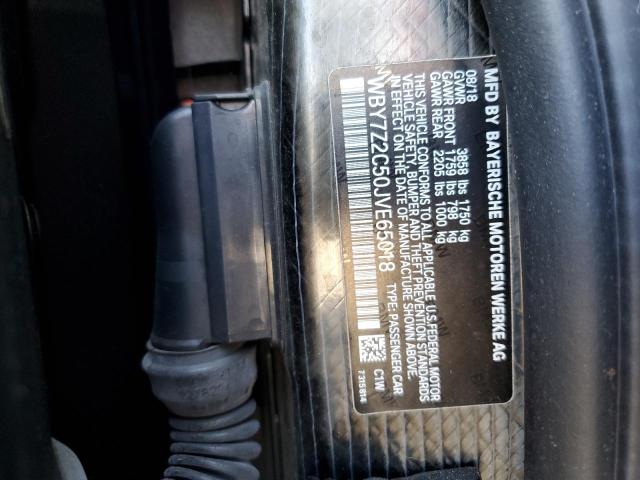 MFD BY BAYERISCHE MOTOREN WERKE AG
08/18
GVWR 3858 lbs 1750 kg
GAWR FRONT 1759 lbs 798 kg
GAWR REAR 2205 lbs 1000 kg
THIS VEHICLE CONFORMS TO ALL APPLICABLE U.S. FEDERAL MOTOR
VEHICLE SAFETY, BUMPER AND THEFT PREVENTION STANDARDS
IN EFFECT ON THE DATE OF MANUFACTURE SHOWN ABOVE.
WBY7Z2C50JVE65018 TYPE: PASSENGER CAR
C1W